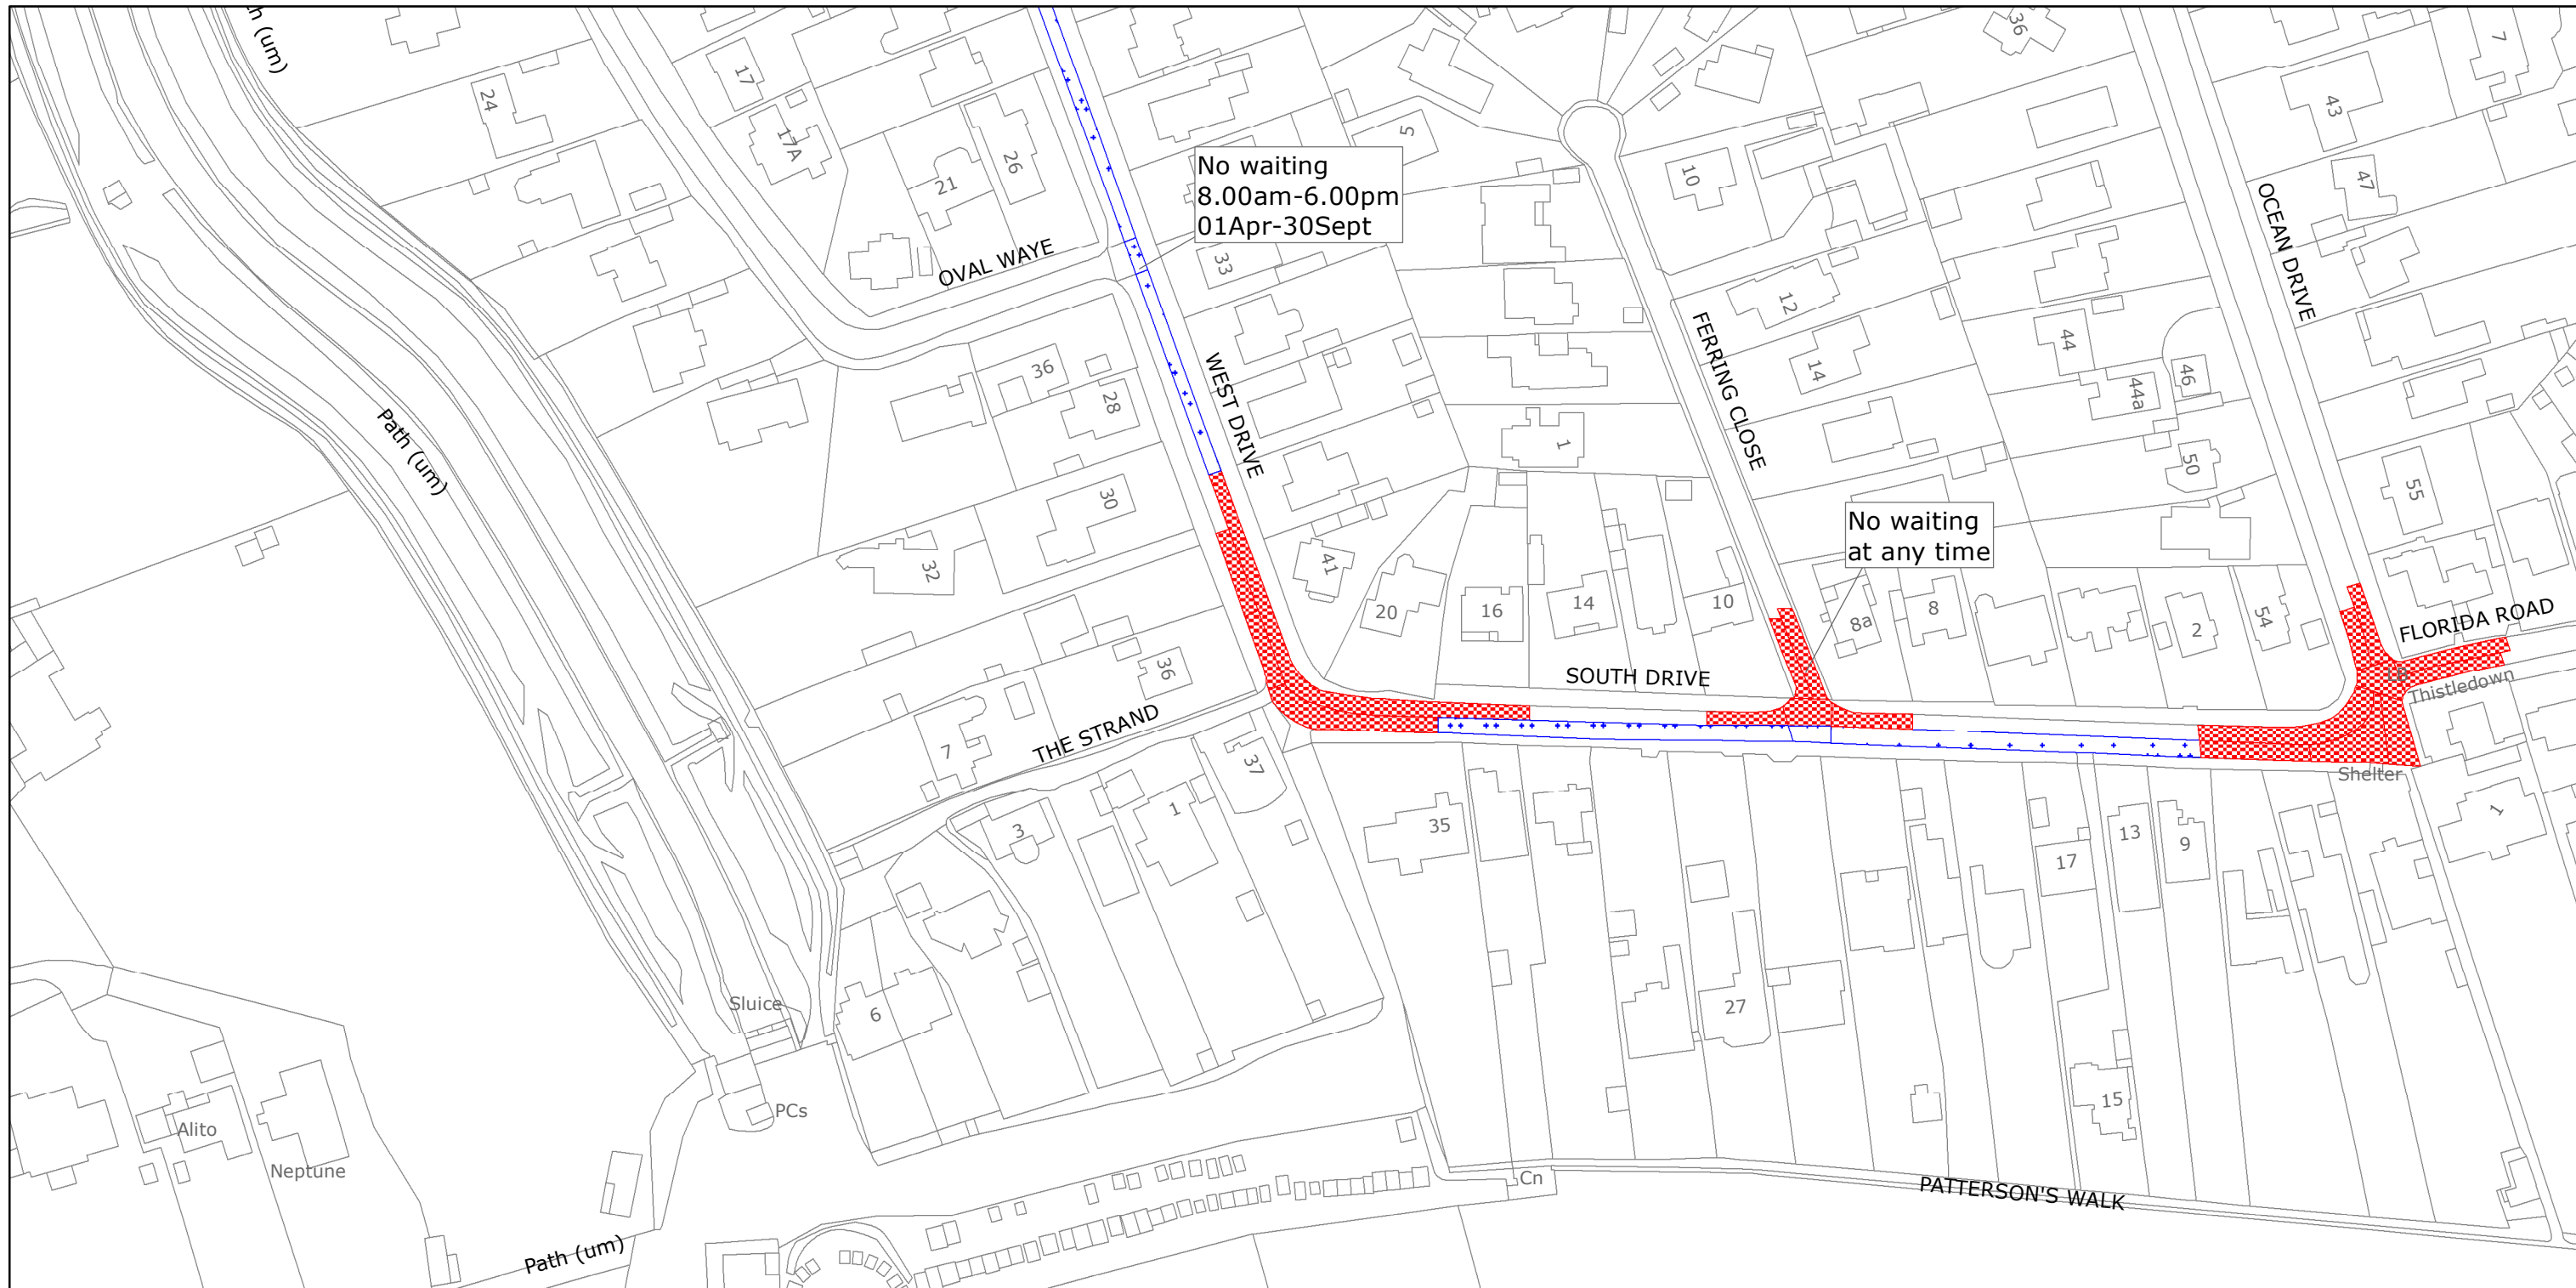 h (um)
17
24
17A
21
26
36
7
43
47
5
10
No waiting
8.00am-6.00pm
01Apr-30Sept
OVAL WAYE
33
OCEAN DRIVE
12
14
44
44a
46
36
28
WEST DRIVE
FERRING CLOSE
Path (um)
1
50
55
30
32
41
20
16
14
10
No waiting
at any time
8a
8
2
54
FLORIDA ROAD
Thistledown
SOUTH DRIVE
36
7
THE STRAND
37
Shelter
3
1
35
17
13
9
1
27
Sluice
6
15
PCs
Alito
Neptune
Cn
PATTERSON'S WALK
Path (um)